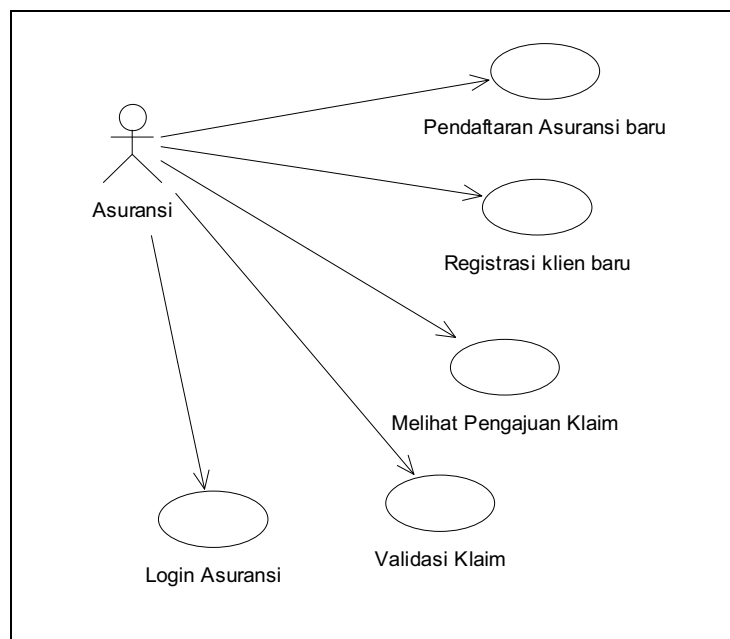 Pendaftaran Asuransi baru
Asuransi
Registrasi klien baru
Melihat Pengajuan Klaim
Validasi Klaim
Login Asuransi